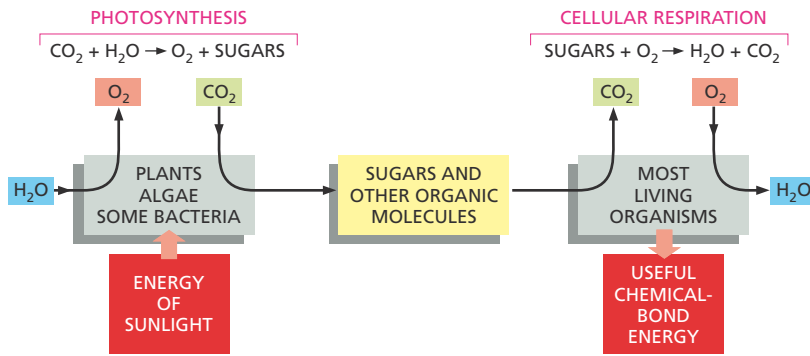 PHOTOSYNTHESIS
CO₂ + H₂O → O₂ + SUGARS
O₂
CO₂
H₂O
PLANTS
ALGAE
SOME BACTERIA
ENERGY
OF
SUNLIGHT
SUGARS AND
OTHER ORGANIC
MOLECULES
CELLULAR RESPIRATION
SUGARS + O₂ → H₂O + CO₂
CO₂
O₂
MOST
LIVING
ORGANISMS
H₂O
USEFUL
CHEMICAL-
BOND
ENERGY